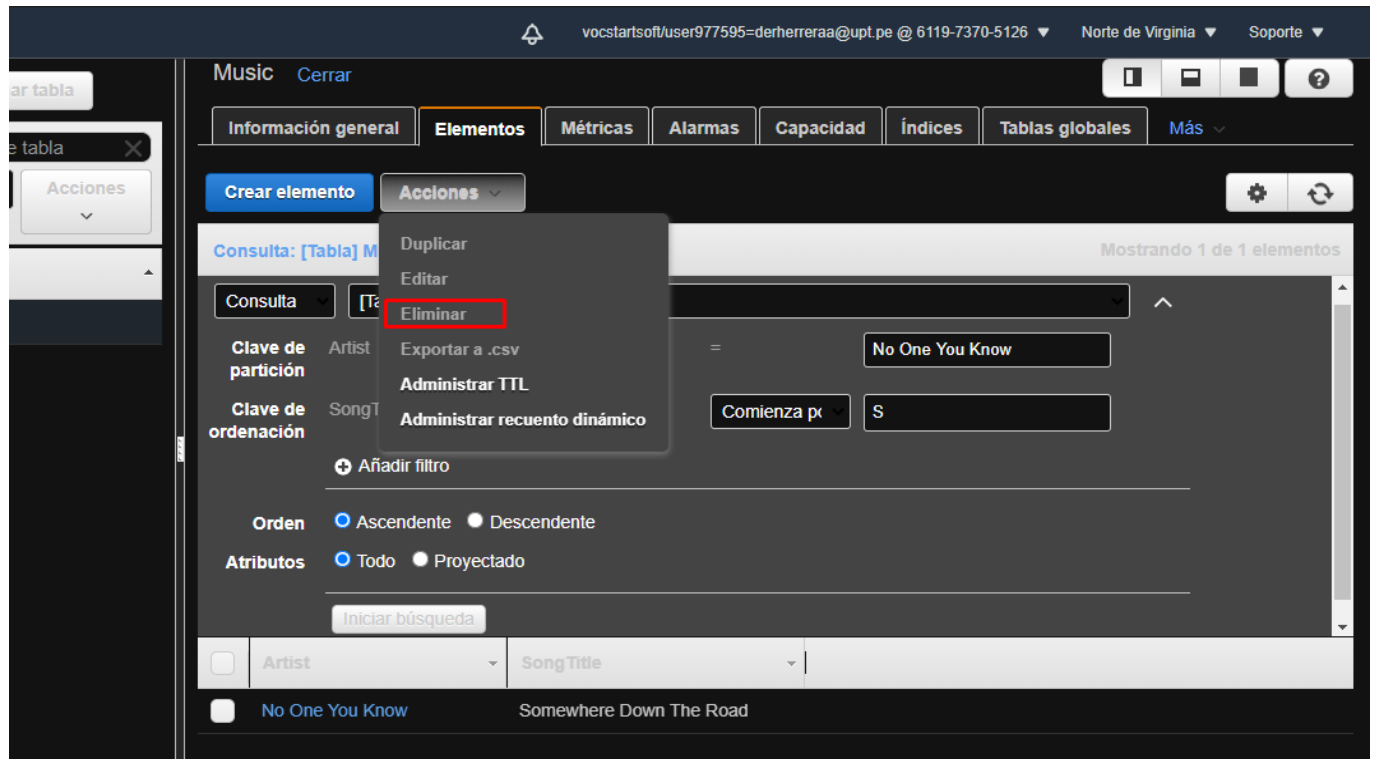 vocstartsoft/user977595=derherreraa@upt.pe @ 6119-7370-5126 Norte de Virginia Soporte
ar tabla
e tabla
Acciones
Music Cerrar
Información general Elementos Métricas Alarmas Capacidad Índices Tablas globales Más
Crear elemento Acciones
Duplicar
Editar
Eliminar
Exportar a .csv
Administrar TTL
Administrar recuento dinámico
Consulta: [Tabla] M Mostrando 1 de 1 elementos
Consulta [Ta
Clave de partición Artist = No One You Know
Clave de ordenación SongT Comienza po S
Añadir filtro
Orden Ascendente Descendente
Atributos Todo Proyectado
Iniciar búsqueda
Artist SongTitle
No One You Know Somewhere Down The Road